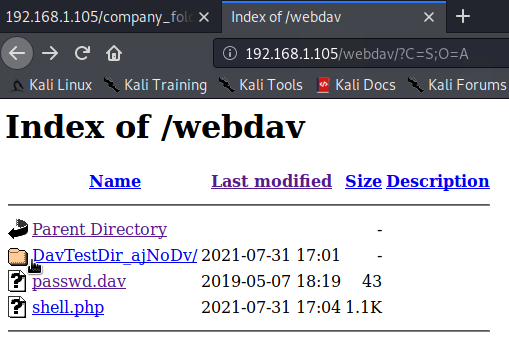 192.168.1.105/company_fol
Index of /webdav
192.168.1.105/webdav/?C=S;O=A
Kali Linux Kali Training Kali Tools Kali Docs Kali Forums
Index of /webdav
Name Last modified Size Description
Parent Directory -
DavTestDir_ajNoDv/ 2021-07-31 17:01 -
passwd.dav 2019-05-07 18:19 43
shell.php 2021-07-31 17:04 1.1K